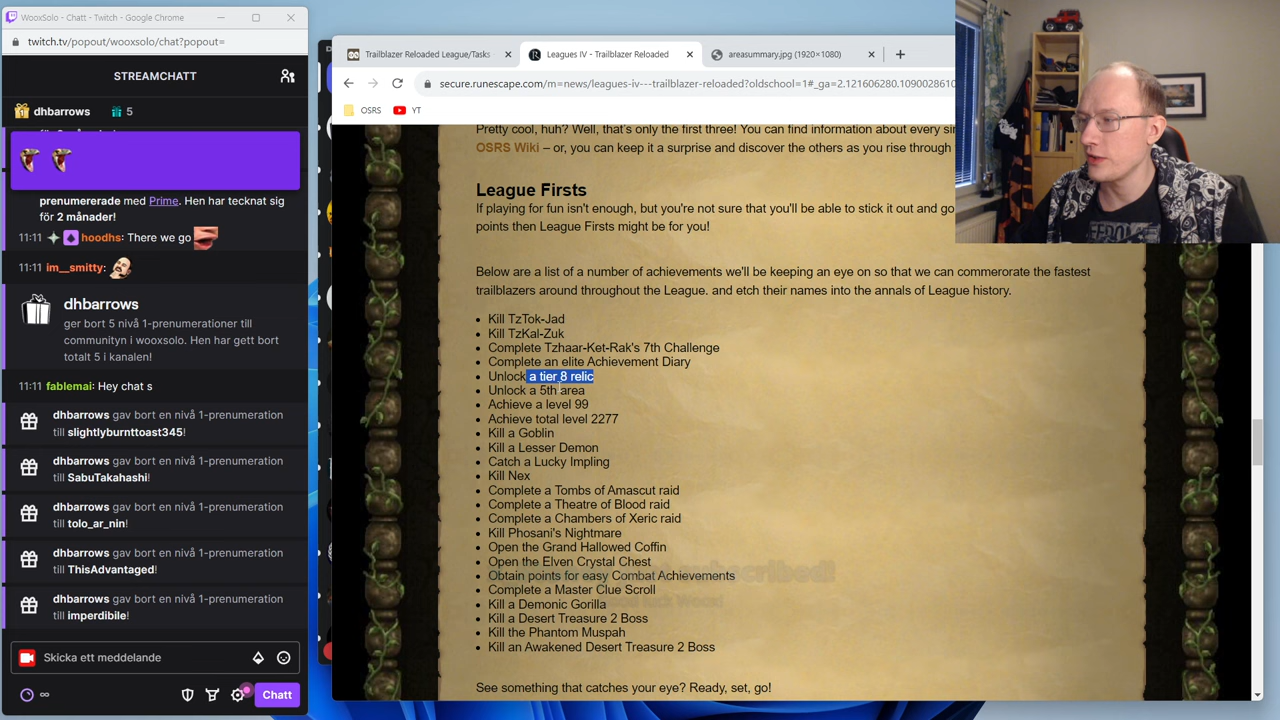 WooxSolo - Chatt - Twitch - Google Chrome
twitch.tv/popout/wooxsolo/chat?popout=
STREAMCHATT
dhbarrows 5
prenumererade med Prime. Hen har tecknat sig
för 2 månader!
11:11 hoodhs: There we go
11:11 im__smitty:
dhbarrows
ger bort 5 nivå 1-prenumerationer till
communityn i wooxsolo. Hen har gett bort
totalt 5 i kanalen!
11:11 fablemai: Hey chat s
dhbarrows gav bort en nivå 1-prenumeration
till slightlyburnttoast345!
dhbarrows gav bort en nivå 1-prenumeration
till SabuTakahashi!
dhbarrows gav bort en nivå 1-prenumeration
till tolo_ar_nin!
dhbarrows gav bort en nivå 1-prenumeration
till ThisAdvantaged!
dhbarrows gav bort en nivå 1-prenumeration
till imperdibile!
Skicka ett meddelande
∞ Chatt
Trailblazer Reloaded League/Tasks
Leagues IV - Trailblazer Reloaded
areasummary.jpg (1920×1080)
secure.runescape.com/m=news/leagues-iv---trailblazer-reloaded?oldschool=1#_ga=2.121606280.1090028610
OSRS YT
Pretty cool, huh? Well, that's only the first three! You can find information about every
OSRS Wiki – or, you can keep it a surprise and discover the others as you rise through
League Firsts
If playing for fun isn't enough, but you're not sure that you'll be able to stick it out and go
points then League Firsts might be for you!
Below are a list of a number of achievements we'll be keeping an eye on so that we can commerorate the fastest
trailblazers around throughout the League. and etch their names into the annals of League history.
• Kill TzTok-Jad
• Kill TzKal-Zuk
• Complete Tzhaar-Ket-Rak's 7th Challenge
• Complete an elite Achievement Diary
• Unlock a tier 8 relic
• Unlock a 5th area
• Achieve a level 99
• Achieve total level 2277
• Kill a Goblin
• Kill a Lesser Demon
• Catch a Lucky Impling
• Kill Nex
• Complete a Tombs of Amascut raid
• Complete a Theatre of Blood raid
• Complete a Chambers of Xeric raid
• Kill Phosani's Nightmare
• Open the Grand Hallowed Coffin
• Open the Elven Crystal Chest
• Obtain points for easy Combat Achievements
• Complete a Master Clue Scroll
• Kill a Demonic Gorilla
• Kill a Desert Treasure 2 Boss
• Kill the Phantom Muspah
• Kill an Awakened Desert Treasure 2 Boss
See something that catches your eye? Ready, set, go!